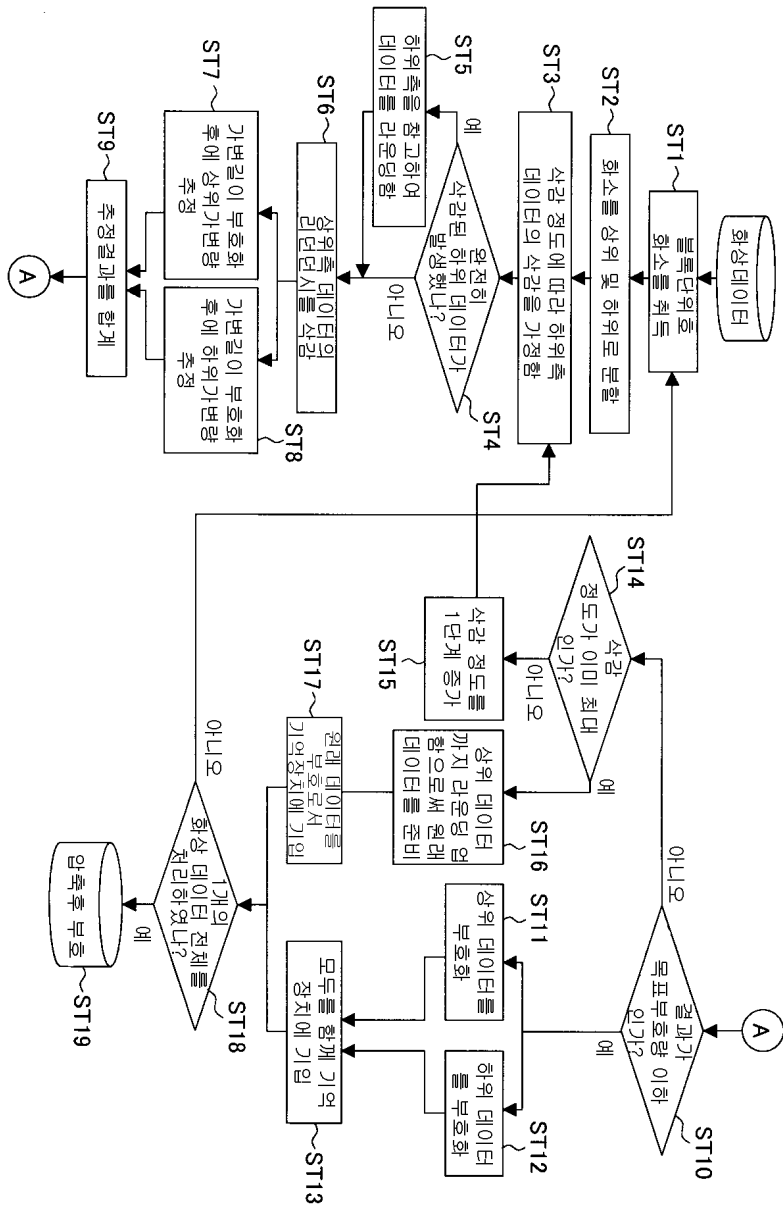 화상데이터
ST1
블록단위로
화소를 취득
ST2
화소를 상위 및 하위로 분할
ST3
삭감 정도에 따라 하위측
데이터의 삭감을 가정함
ST4
완전히
삭감된 하위 데이터가
발생했나?
예
아니오
ST5
하위측을 참고하여
데이터를 라운딩함
ST6
상위측 데이터의
리던던시를 삭감
ST7
가변길이 부호화
후에 상위가변량
추정
ST8
가변길이 부호화
후에 하위가변량
추정
ST9
추정결과를 합계
A
A
결과가
목표부호량 이하
인가?
ST10
아니오
예
ST14
삭감
정도가 이미 최대
인가?
아니오
예
ST15
삭감 정도를
1단계 증가
상위 데이터
까지 라운딩 업
함으로써 원래
데이터를 준비
ST16
ST17
원래 데이터를
부호로서
기억장치에 기입
ST11
상위 데이터를
부호화
하위 데이터
를 부호화
ST12
모두를 함께 기억
장치에 기입
ST13
1개의
화상 데이터 전체를
처리하였나?
ST18
아니오
예
압축후 부호
ST19